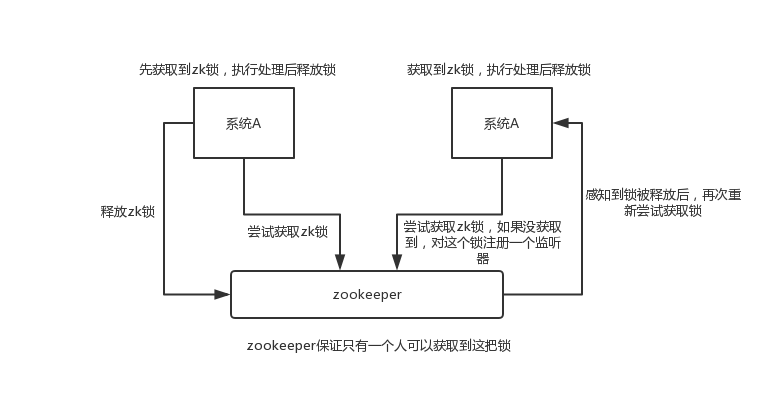 先获取到zk锁，执行处理后释放锁
获取到zk锁，执行处理后释放锁
系统A
系统A
释放zk锁
尝试获取zk锁
尝试获取zk锁，如果没获取
到，对这个锁注册一个监听
器
感知到锁被释放后，再次重
新尝试获取锁
zookeeper
zookeeper保证只有一个人可以获取到这把锁